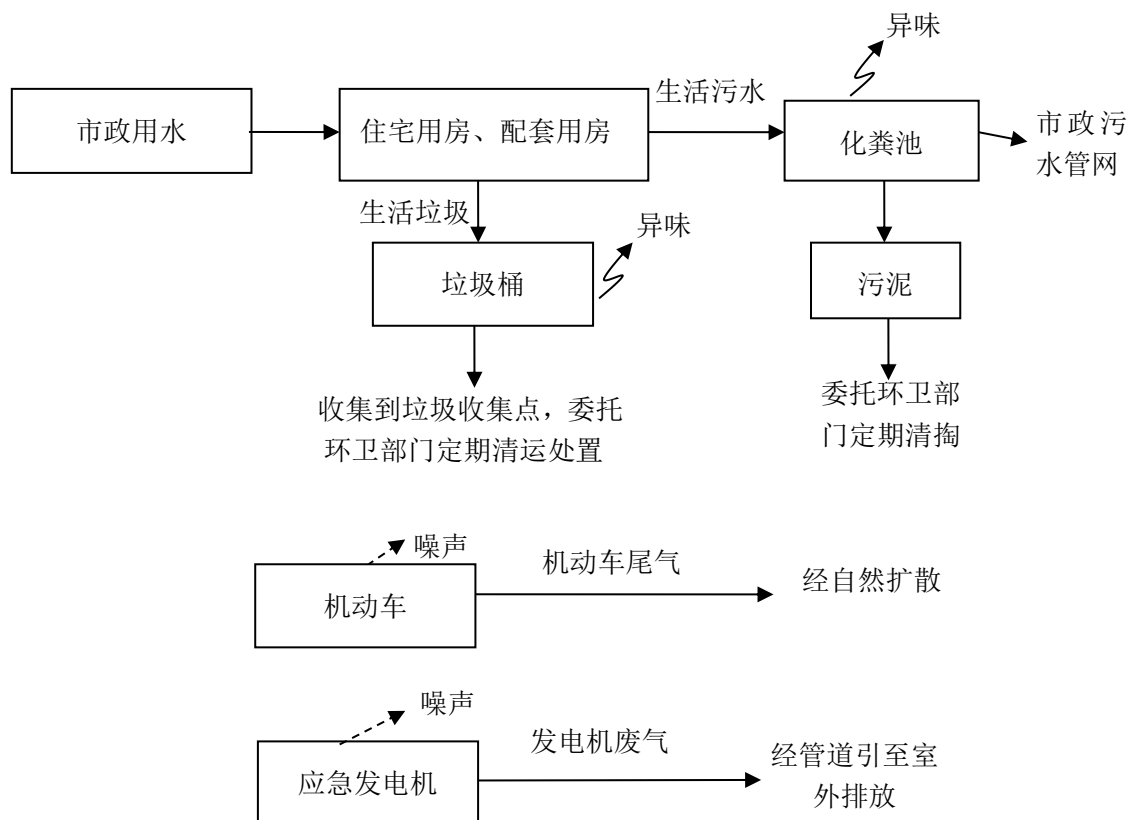 异味
生活污水
市政用水
住宅用房、配套用房
化粪池
市政污
水管网
生活垃圾
异味
垃圾桶
污泥
收集到垃圾收集点，委托
环卫部门定期清运处置
委托环卫部
门定期清掏
噪声
机动车尾气
经自然扩散
机动车
噪声
发电机废气
经管道引至室
外排放
应急发电机